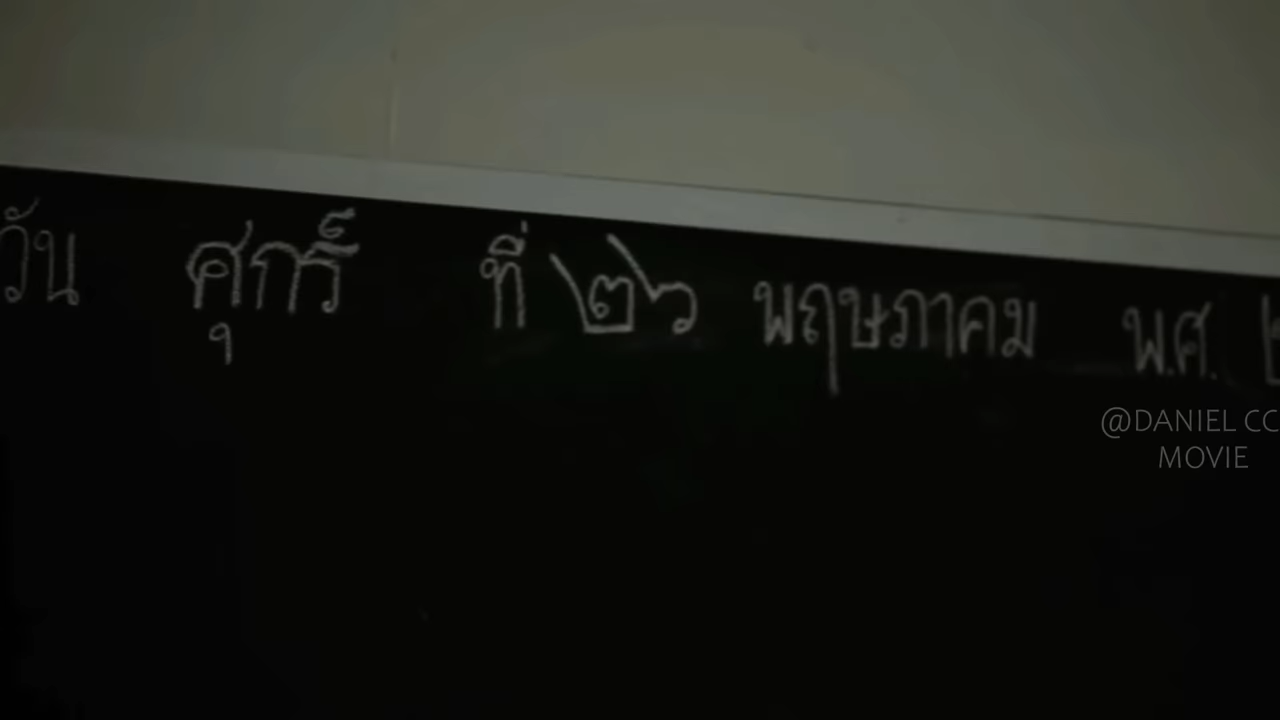 วัน ศุกร์ ที่ ๒๖ พฤษภาคม พ.ศ. ๒
@DANIEL CC
MOVIE